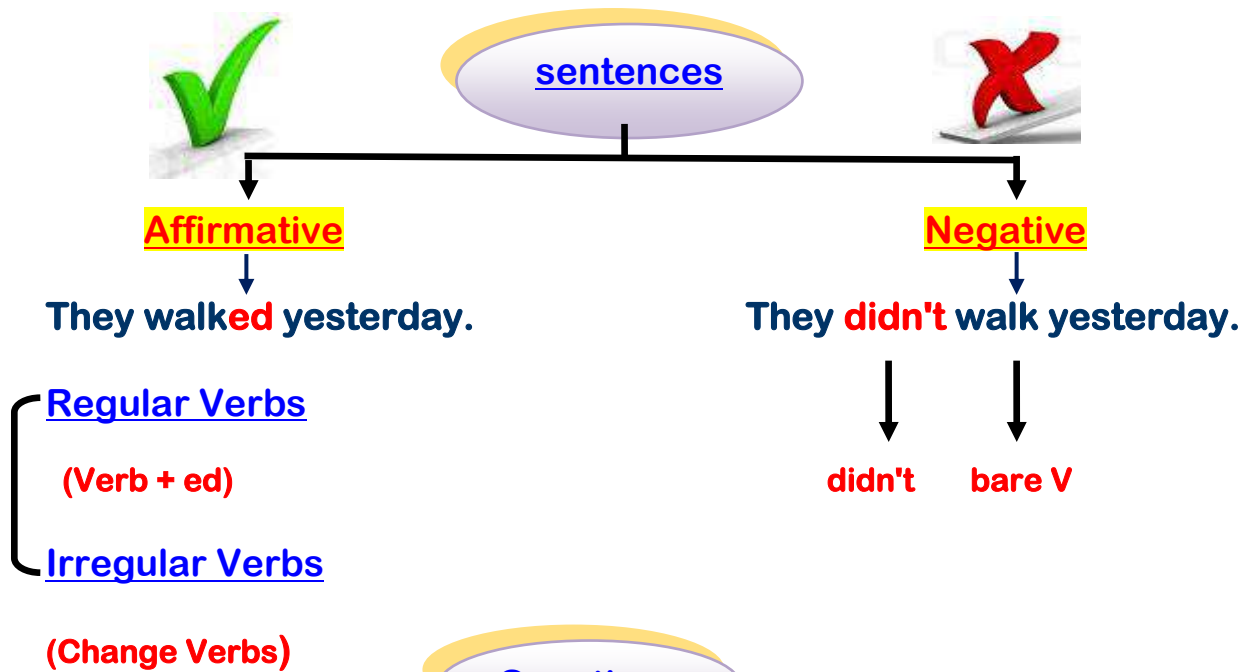 sentences
Affirmative
Negative
They walked yesterday.
They didn't walk yesterday.
Regular Verbs
(Verb + ed)
didn't bare V
Irregular Verbs
(Change Verbs)